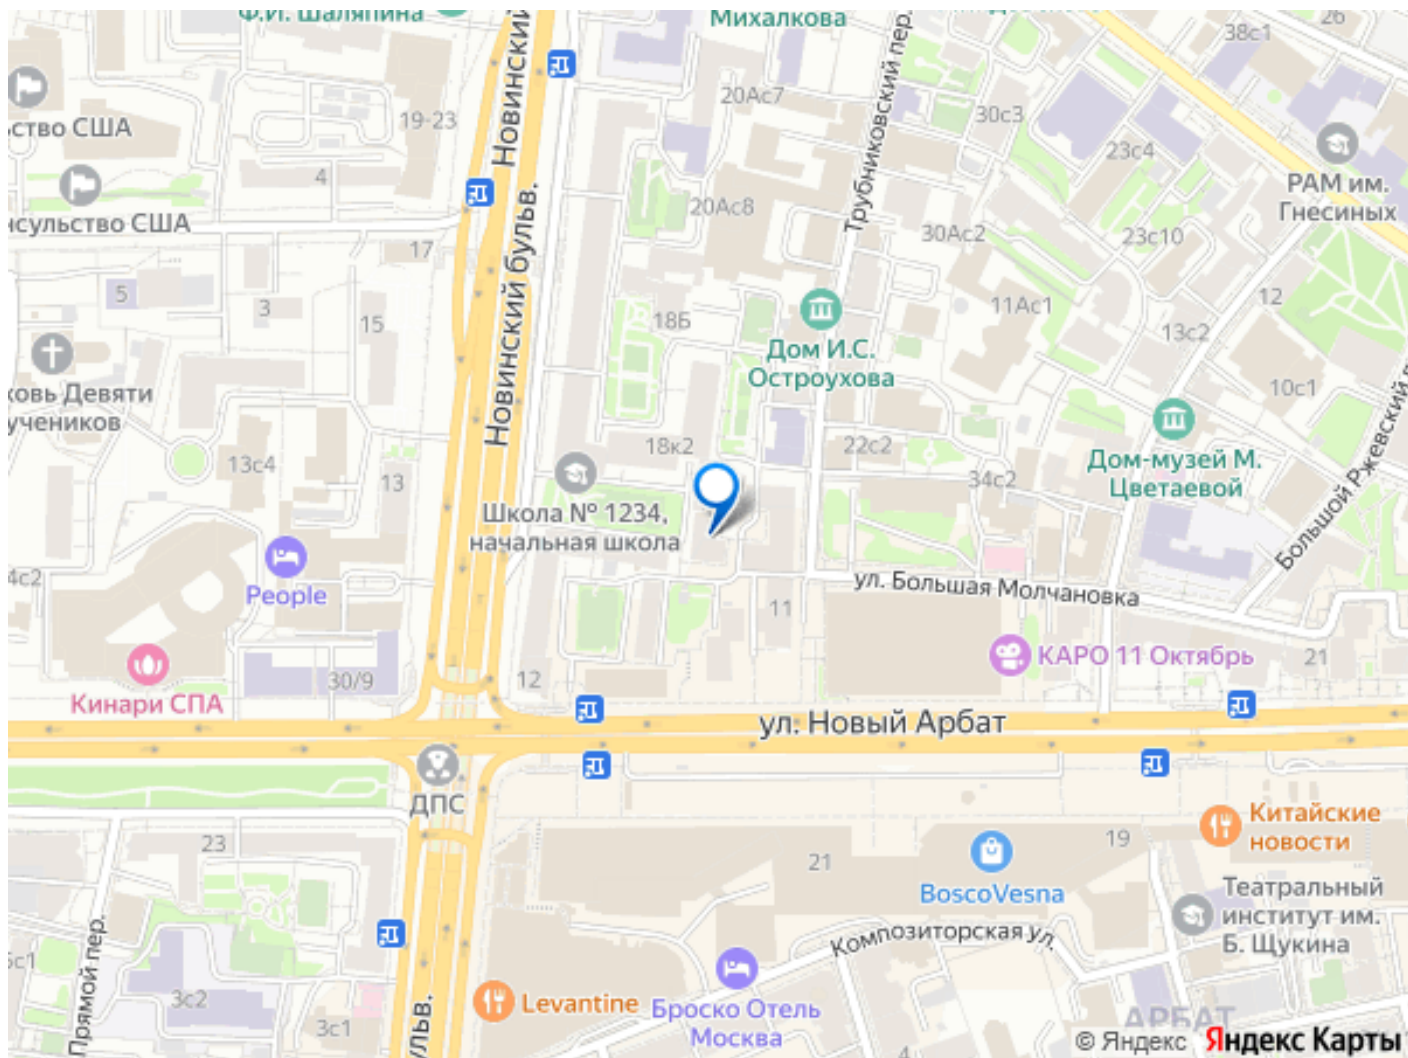 Ф.И. Шаляпина
Михалкова
26
38с1
Новинский
20Ас7
Трубниковский пер.
30с3
ство США
19-23
23с4
РАМ им.
Гнесиных
4
20Ас8
нсульство США
30Ас2
23с10
17
Новинский бульв.
5
3
15
18Б
11Ас1
12
13с2
Дом И.С.
Остроухова
10с1
ховь Девяти
учеников
Большой Ржевский п
18к2
22с2
Дом-музей М.
Цветаевой
13с4
13
34с2
Школа № 1234,
начальная школа
4с2
People
ул. Большая Молчановка
11
КАРО 11 Октябрь
21
30/9
12
Кинари СПА
ул. Новый Арбат
ДПС
Китайские
новости
23
21
19
BoscoVesna
Театральный
институт им.
Б. Щукина
Прямой пер.
Композиторская ул.
5с1
3с2
Levantine
Броско Отель
Москва
3с1
ульв.
АРБАТ
© Яндекс Яндекс Карты